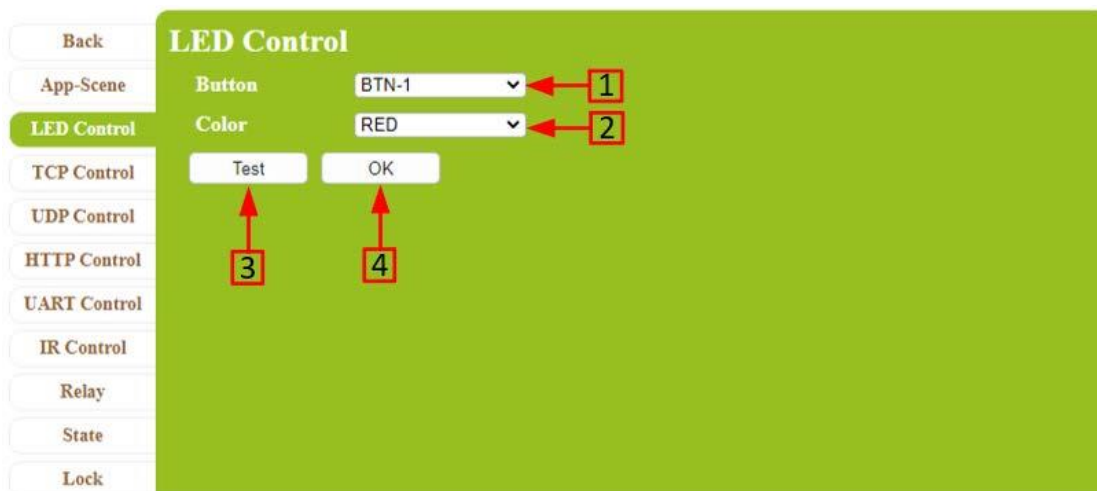 Back
App-Scene
LED Control
TCP Control
UDP Control
HTTP Control
UART Control
IR Control
Relay
State
Lock
LED Control
Button BTN-1 1
Color RED 2
Test OK
3 4